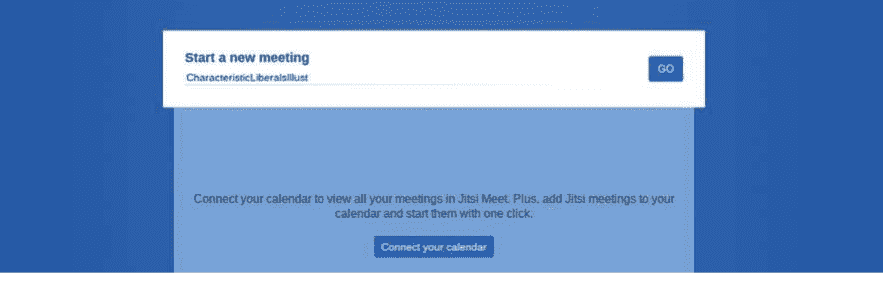 Start a new meeting
GO
CharacteristicLiberalsIllust
Connect your calendar to view all your meetings in Jitsi Meet. Plus, add Jitsi meetings to your
calendar and start them with one click.
Connect your calendar